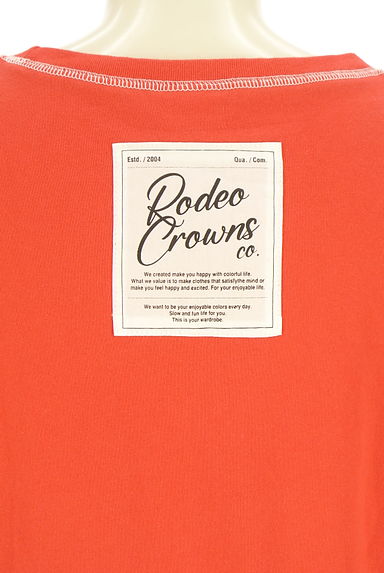 Estd. / 2004 Qua. / Com.
Rodeo
Crowns
co.
We created make you happy with colorful life.
What we value is to make clothes that satisfythe mind or
make you feel happy and excited. For your enjoyable life.
We want to be your enjoyable colors every day.
Slow and fun life for you.
This is your wardrobe.